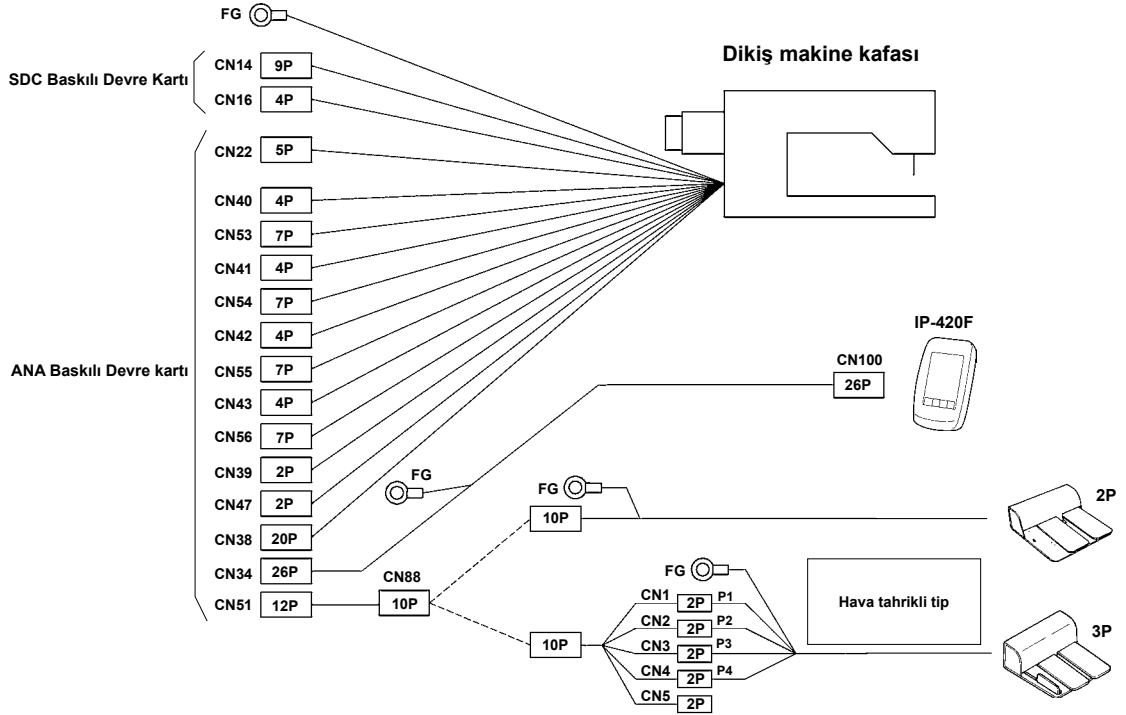 FG
Dikiş makine kafası
SDC Baskılı Devre Kartı
CN14 9P
CN16 4P
CN22 5P
CN40 4P
CN53 7P
CN41 4P
CN54 7P
CN42 4P
ANA Baskılı Devre kartı
CN55 7P
CN43 4P
CN56 7P
CN39 2P
CN47 2P
CN38 20P
CN34 26P
CN51 12P
CN88
10P
IP-420F
CN100
26P
FG
FG
10P
2P
FG
10P
CN1 2P P1
CN2 2P P2
CN3 2P P3
CN4 2P P4
CN5 2P
Hava tahrikli tip
3P